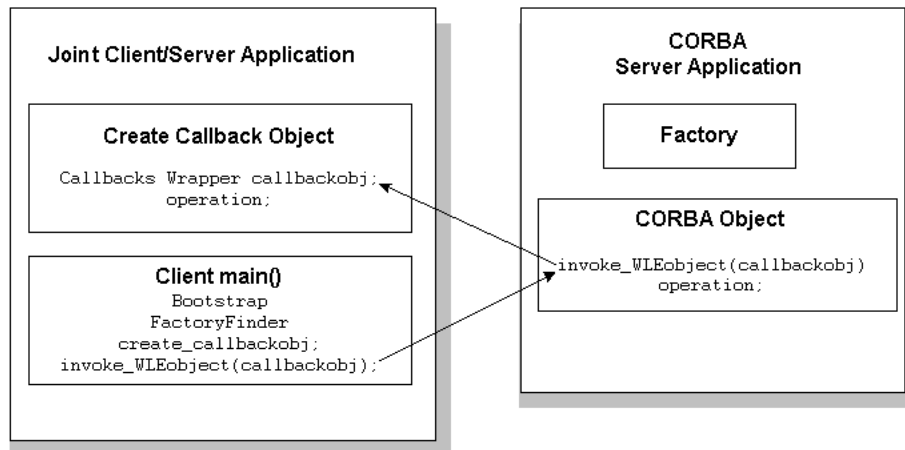 Joint Client/Server Application
Create Callback Object
Callbacks Wrapper callbackobj;
operation;
Client main()
Bootstrap
FactoryFinder
create_callbackobj;
invoke_WLEobject(callbackobj);
CORBA
Server Application
Factory
CORBA Object
invoke_WLEobject(callbackobj)
operation;